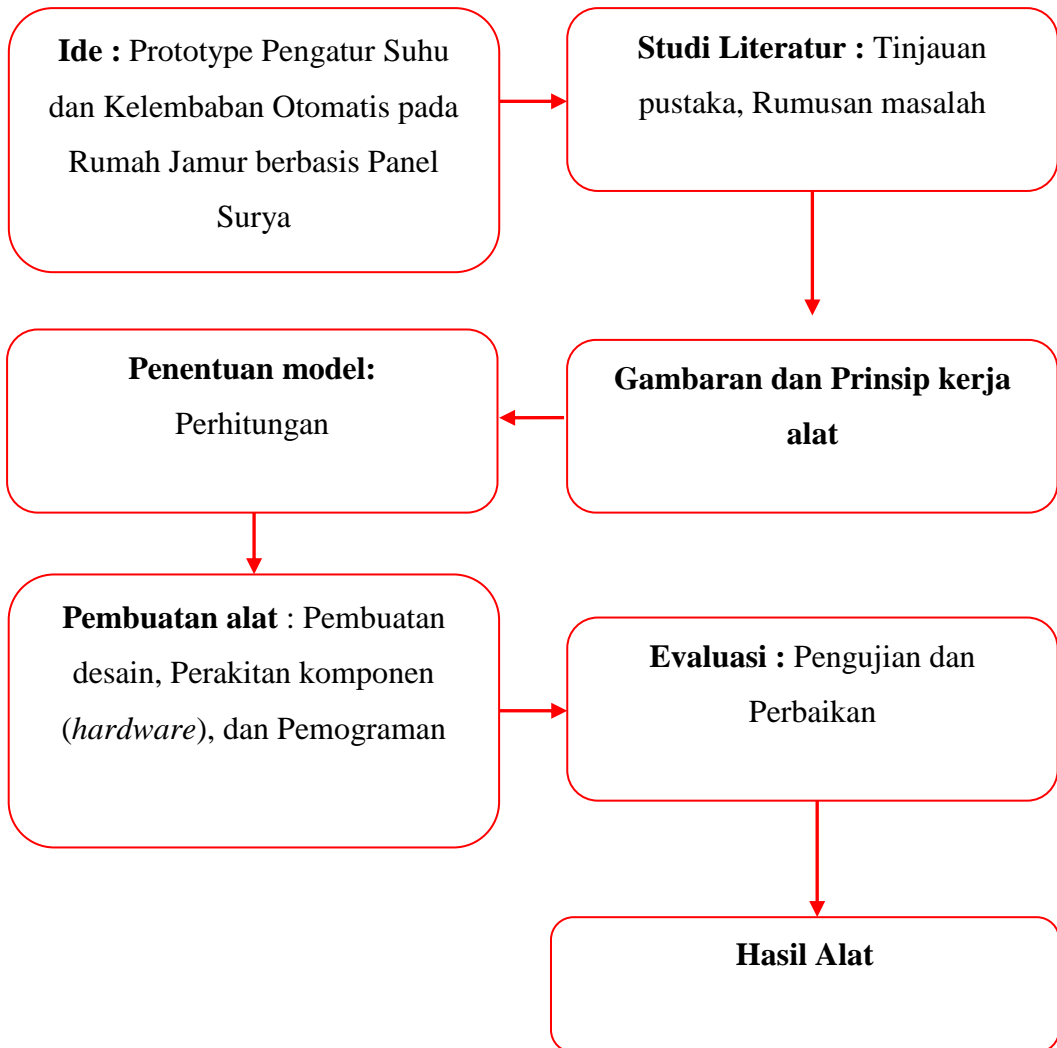 Ide : Prototype Pengatur Suhu
dan Kelembaban Otomatis pada
Rumah Jamur berbasis Panel
Surya
Studi Literatur : Tinjauan
pustaka, Rumusan masalah
Gambaran dan Prinsip kerja
alat
Penentuan model:
Perhitungan
Pembuatan alat : Pembuatan
desain, Perakitan komponen
(hardware), dan Pemograman
Evaluasi : Pengujian dan
Perbaikan
Hasil Alat